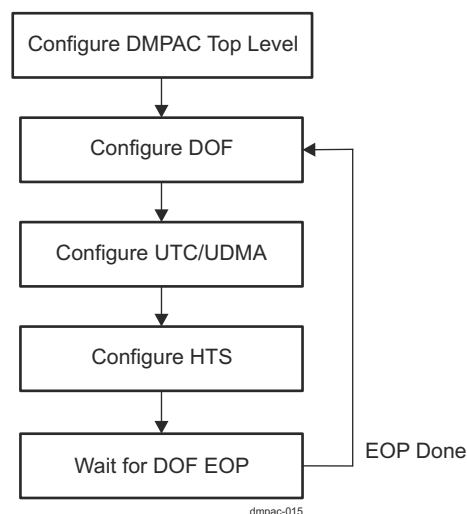 Configure DMPAC Top Level
Configure DOF
Configure UTC/UDMA
Configure HTS
Wait for DOF EOP
EOP Done
dmpac-015